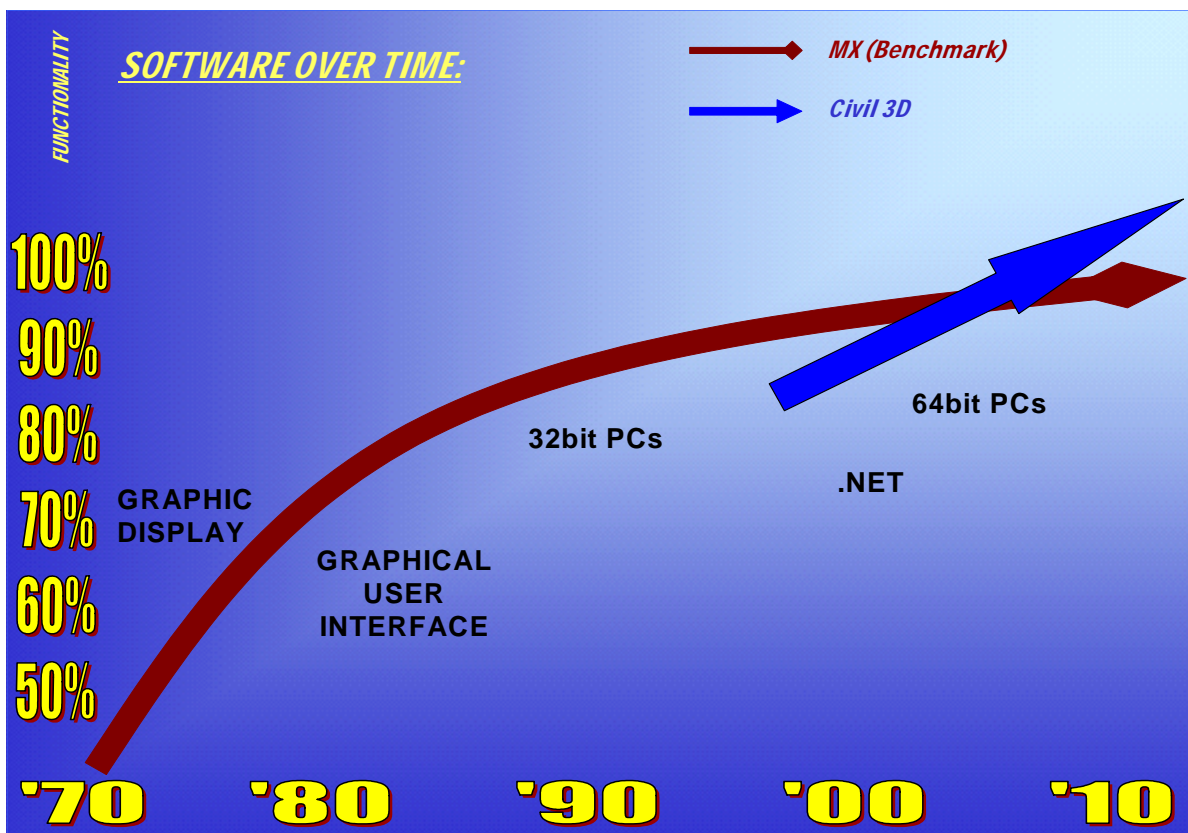 FUNCTIONALITY
SOFTWARE OVER TIME:
MX (Benchmark)
Civil 3D
100%
90%
80%
70%
60%
50%
GRAPHIC
DISPLAY
GRAPHICAL
USER
INTERFACE
32bit PCs
.NET
64bit PCs
'70
'80
'90
'00
'10